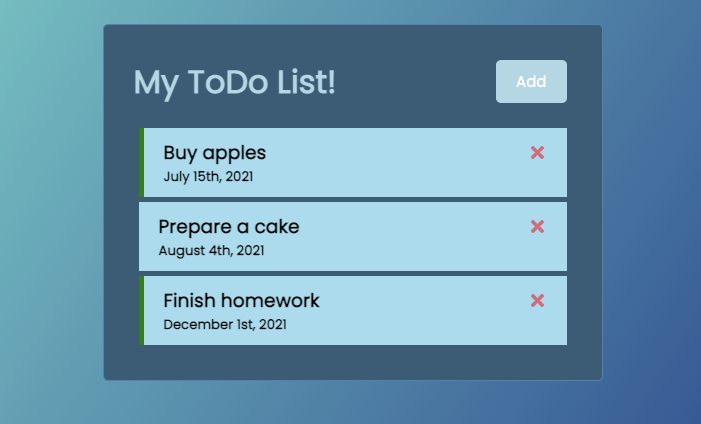 My ToDo List!
Add
Buy apples
July 15th, 2021
Prepare a cake
August 4th, 2021
Finish homework
December 1st, 2021